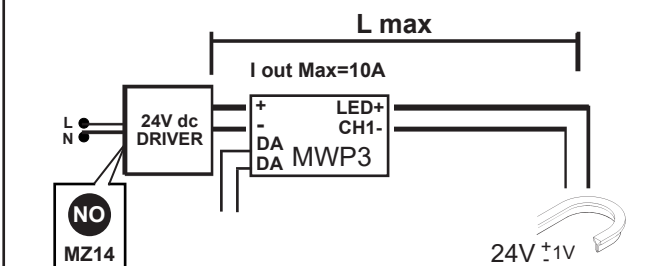 L max
I out Max=10A
L
N
24V dc
DRIVER
+
-
DA
DA
LED+
CH1-
MWP3
NO
MZ14
24V +-1V